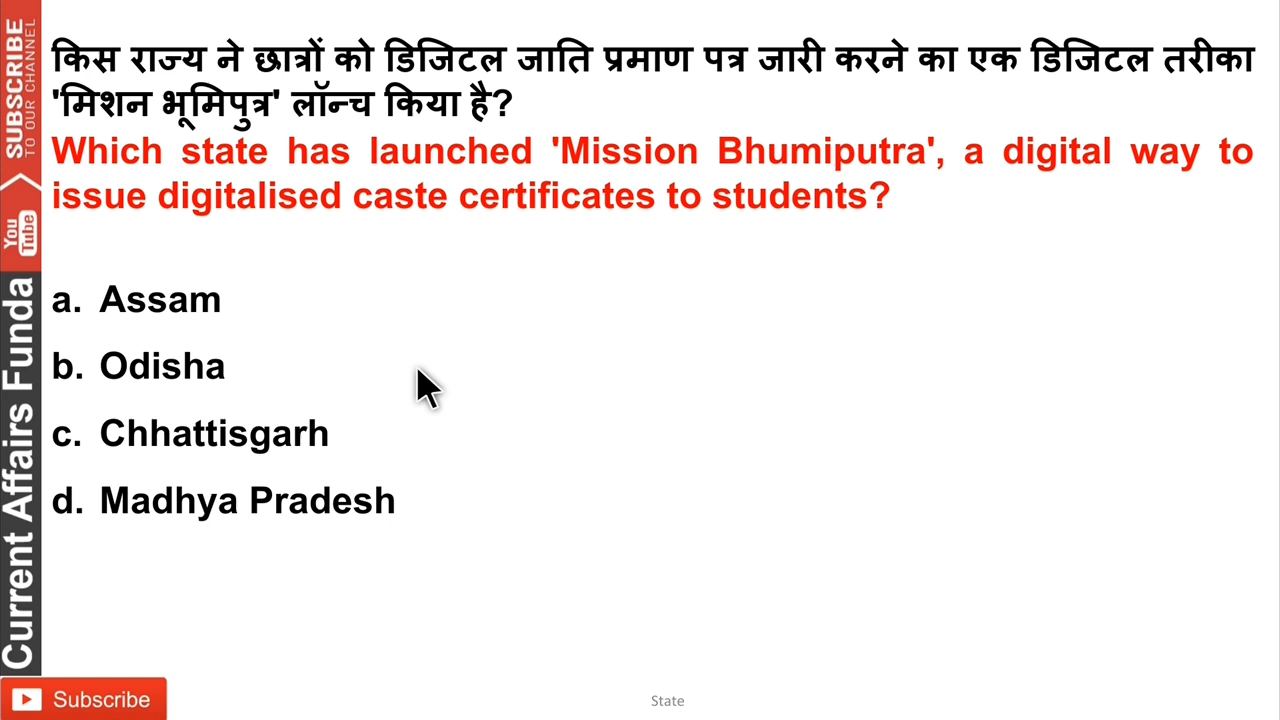 किस राज्य ने छात्रों को डिजिटल जाति प्रमाण पत्र जारी करने का एक डिजिटल तरीका
'मिशन भूमिपुत्र' लॉन्च किया है?
Which state has launched 'Mission Bhumiputra', a digital way to
issue digitalised caste certificates to students?
a. Assam
b. Odisha
c. Chhattisgarh
d. Madhya Pradesh
SUBSCRIBE
TO OUR CHANNEL
You
Tube
Current Affairs Funda
Subscribe
State